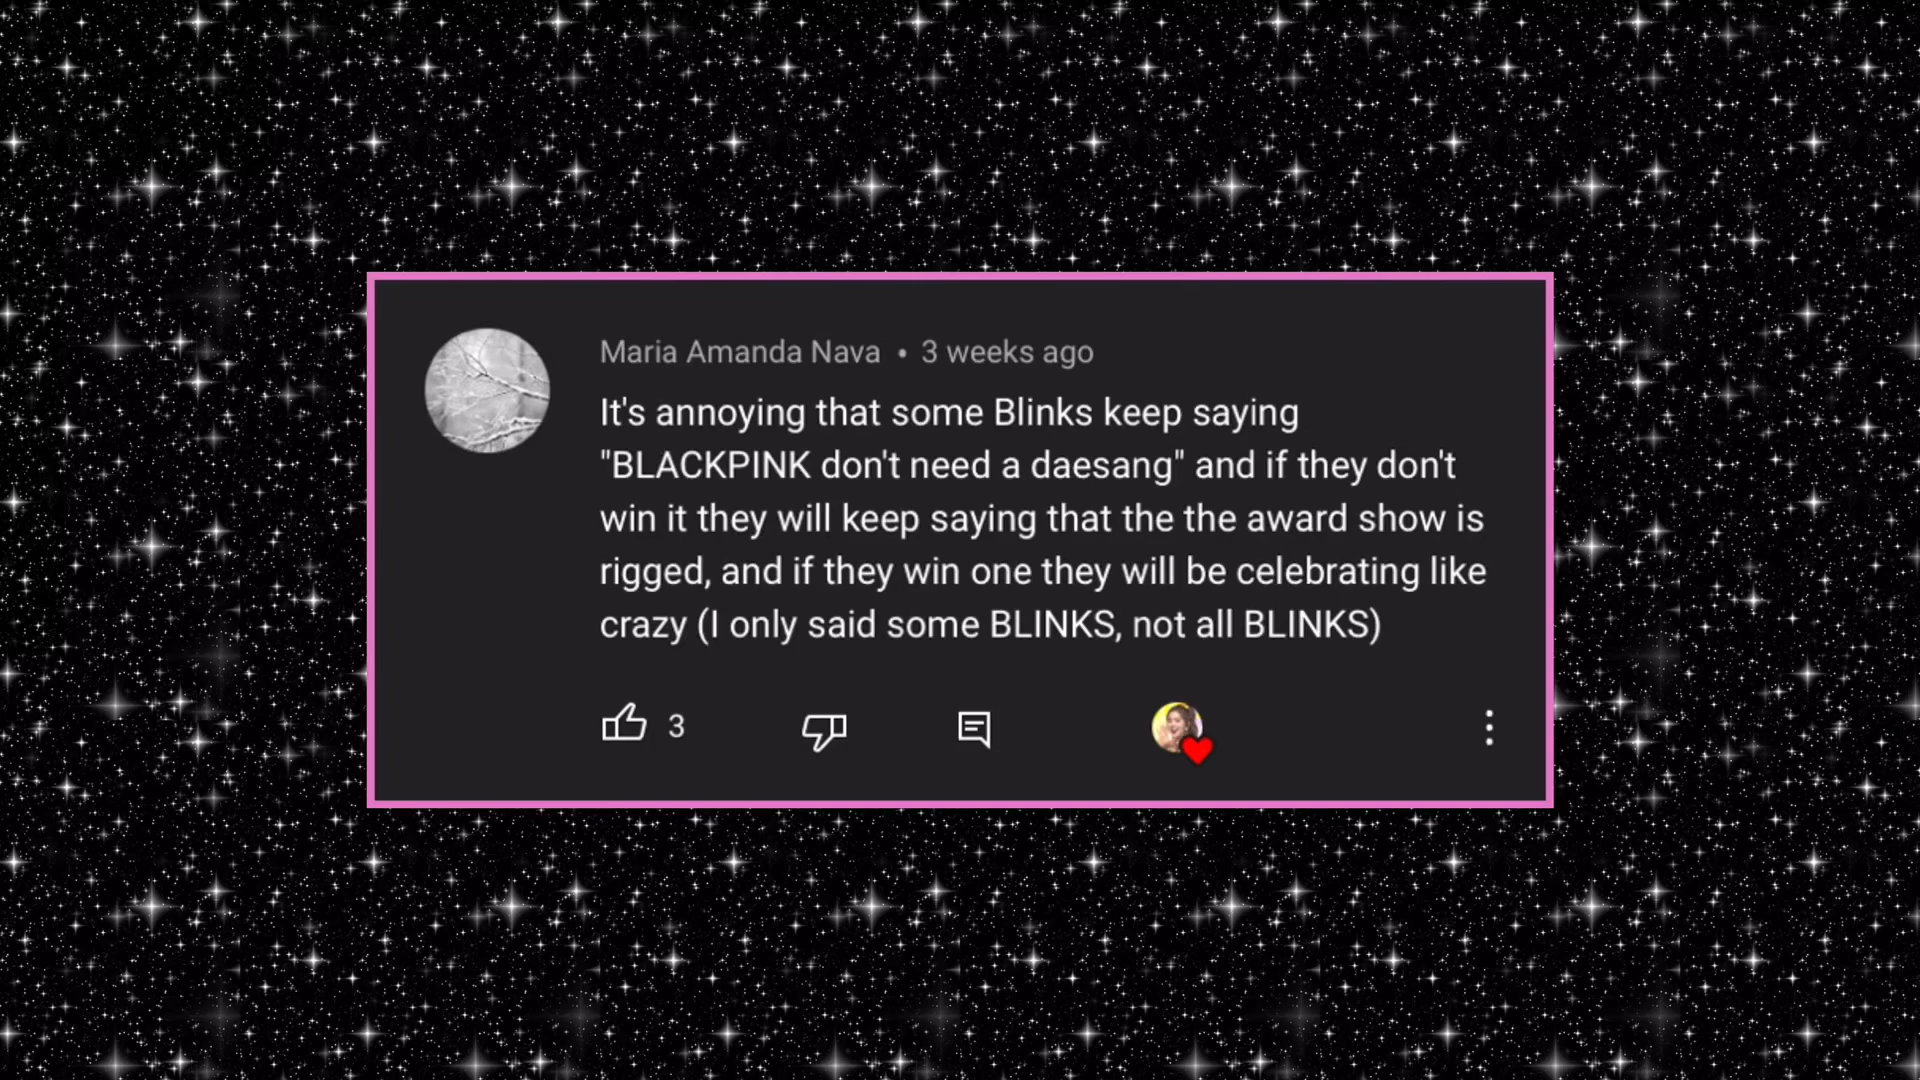 Maria Amanda Nava • 3 weeks ago
It's annoying that some Blinks keep saying
"BLACKPINK don't need a daesang" and if they don't
win it they will keep saying that the the award show is
rigged, and if they win one they will be celebrating like
crazy (I only said some BLINKS, not all BLINKS)
3